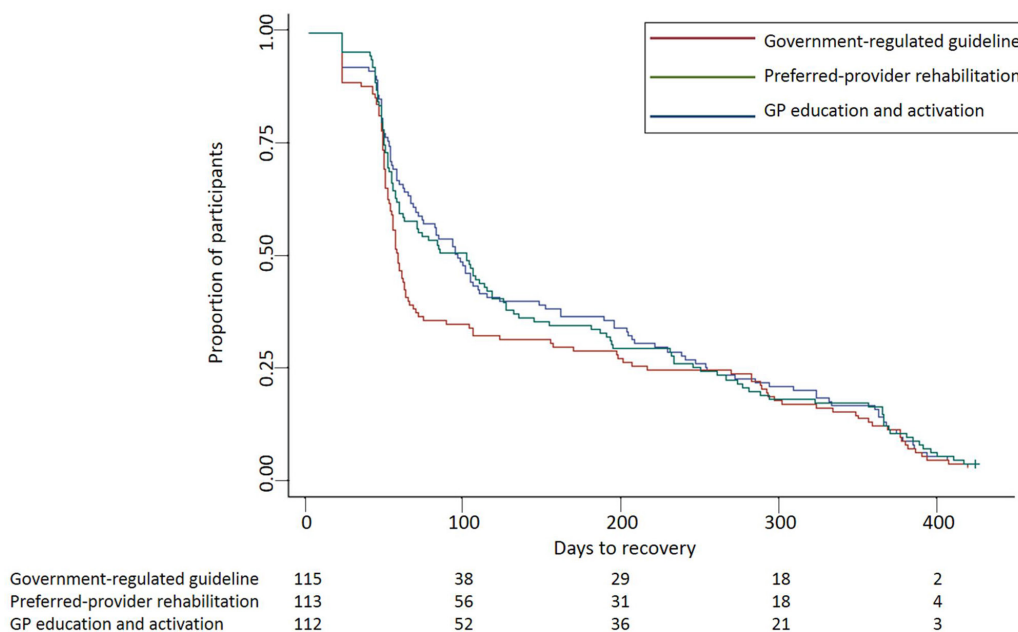 Government-regulated guideline
Preferred-provider rehabilitation
GP education and activation
1.00
0.75
0.50
0.25
0.00
Proportion of participants
0 100 200 300 400
Days to recovery
Government-regulated guideline 115 38 29 18 2
Preferred-provider rehabilitation 113 56 31 18 4
GP education and activation 112 52 36 21 3